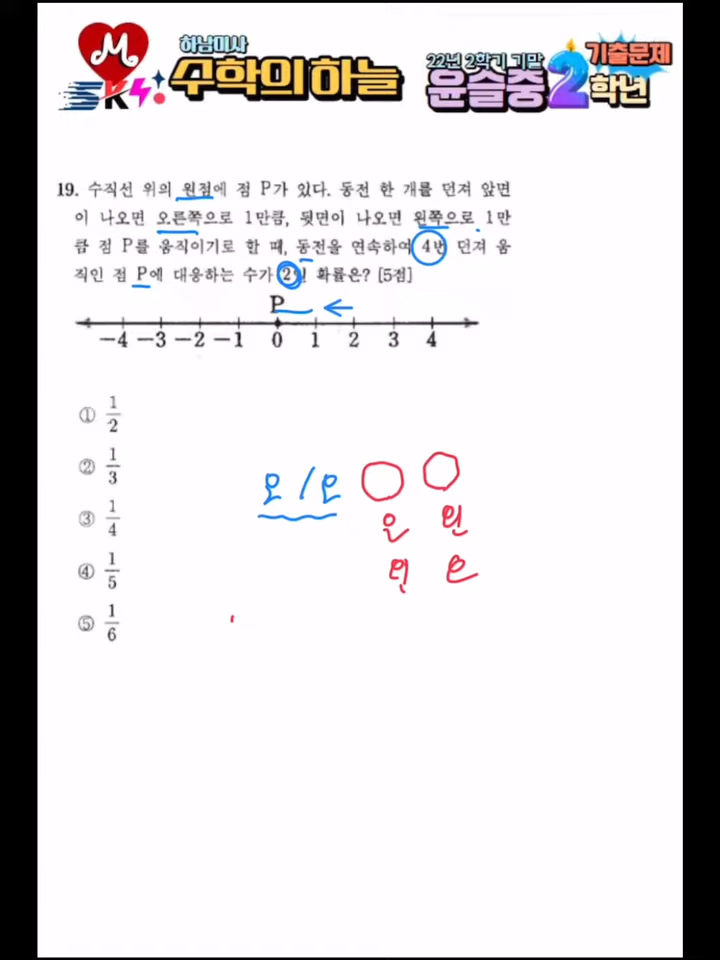 M
SK
하남미사
수학의하늘
22년 2학기 기말
기출문제
윤슬중2학년
19. 수직선 위의 원점에 점 P가 있다. 동전 한 개를 던져 앞면
이 나오면 오른쪽으로 1만큼, 뒷면이 나오면 왼쪽으로 1만
큼 점 P를 움직이기로 할 때, 동전을 연속하여 4번 던져 움
직인 점 P에 대응하는 수가 2일 확률은? [5점]
P
-4 -3 -2 -1 0 1 2 3 4
① 1/2
② 1/3
③ 1/4
④ 1/5
⑤ 1/6
오 / 오
오 왼
왼 오